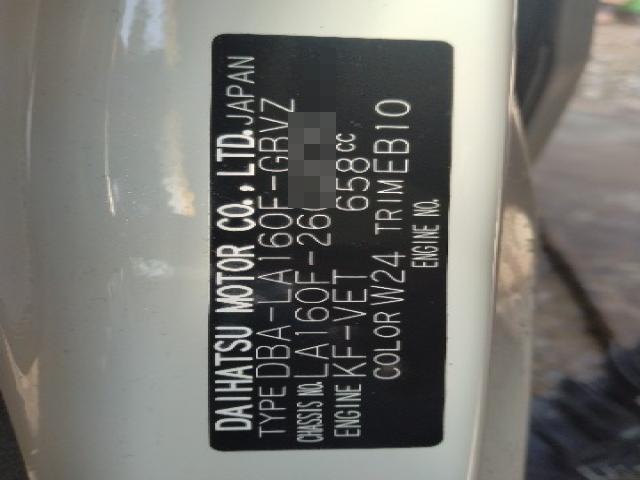 DAIHATSU MOTOR CO., LTD. JAPAN
TYPE DBA-LA160F-GBVZ
CHASSIS NO. LA160F-26
ENGINE KF-VET 658cc
COLOR W24 TRIM EB10
ENGINE NO.